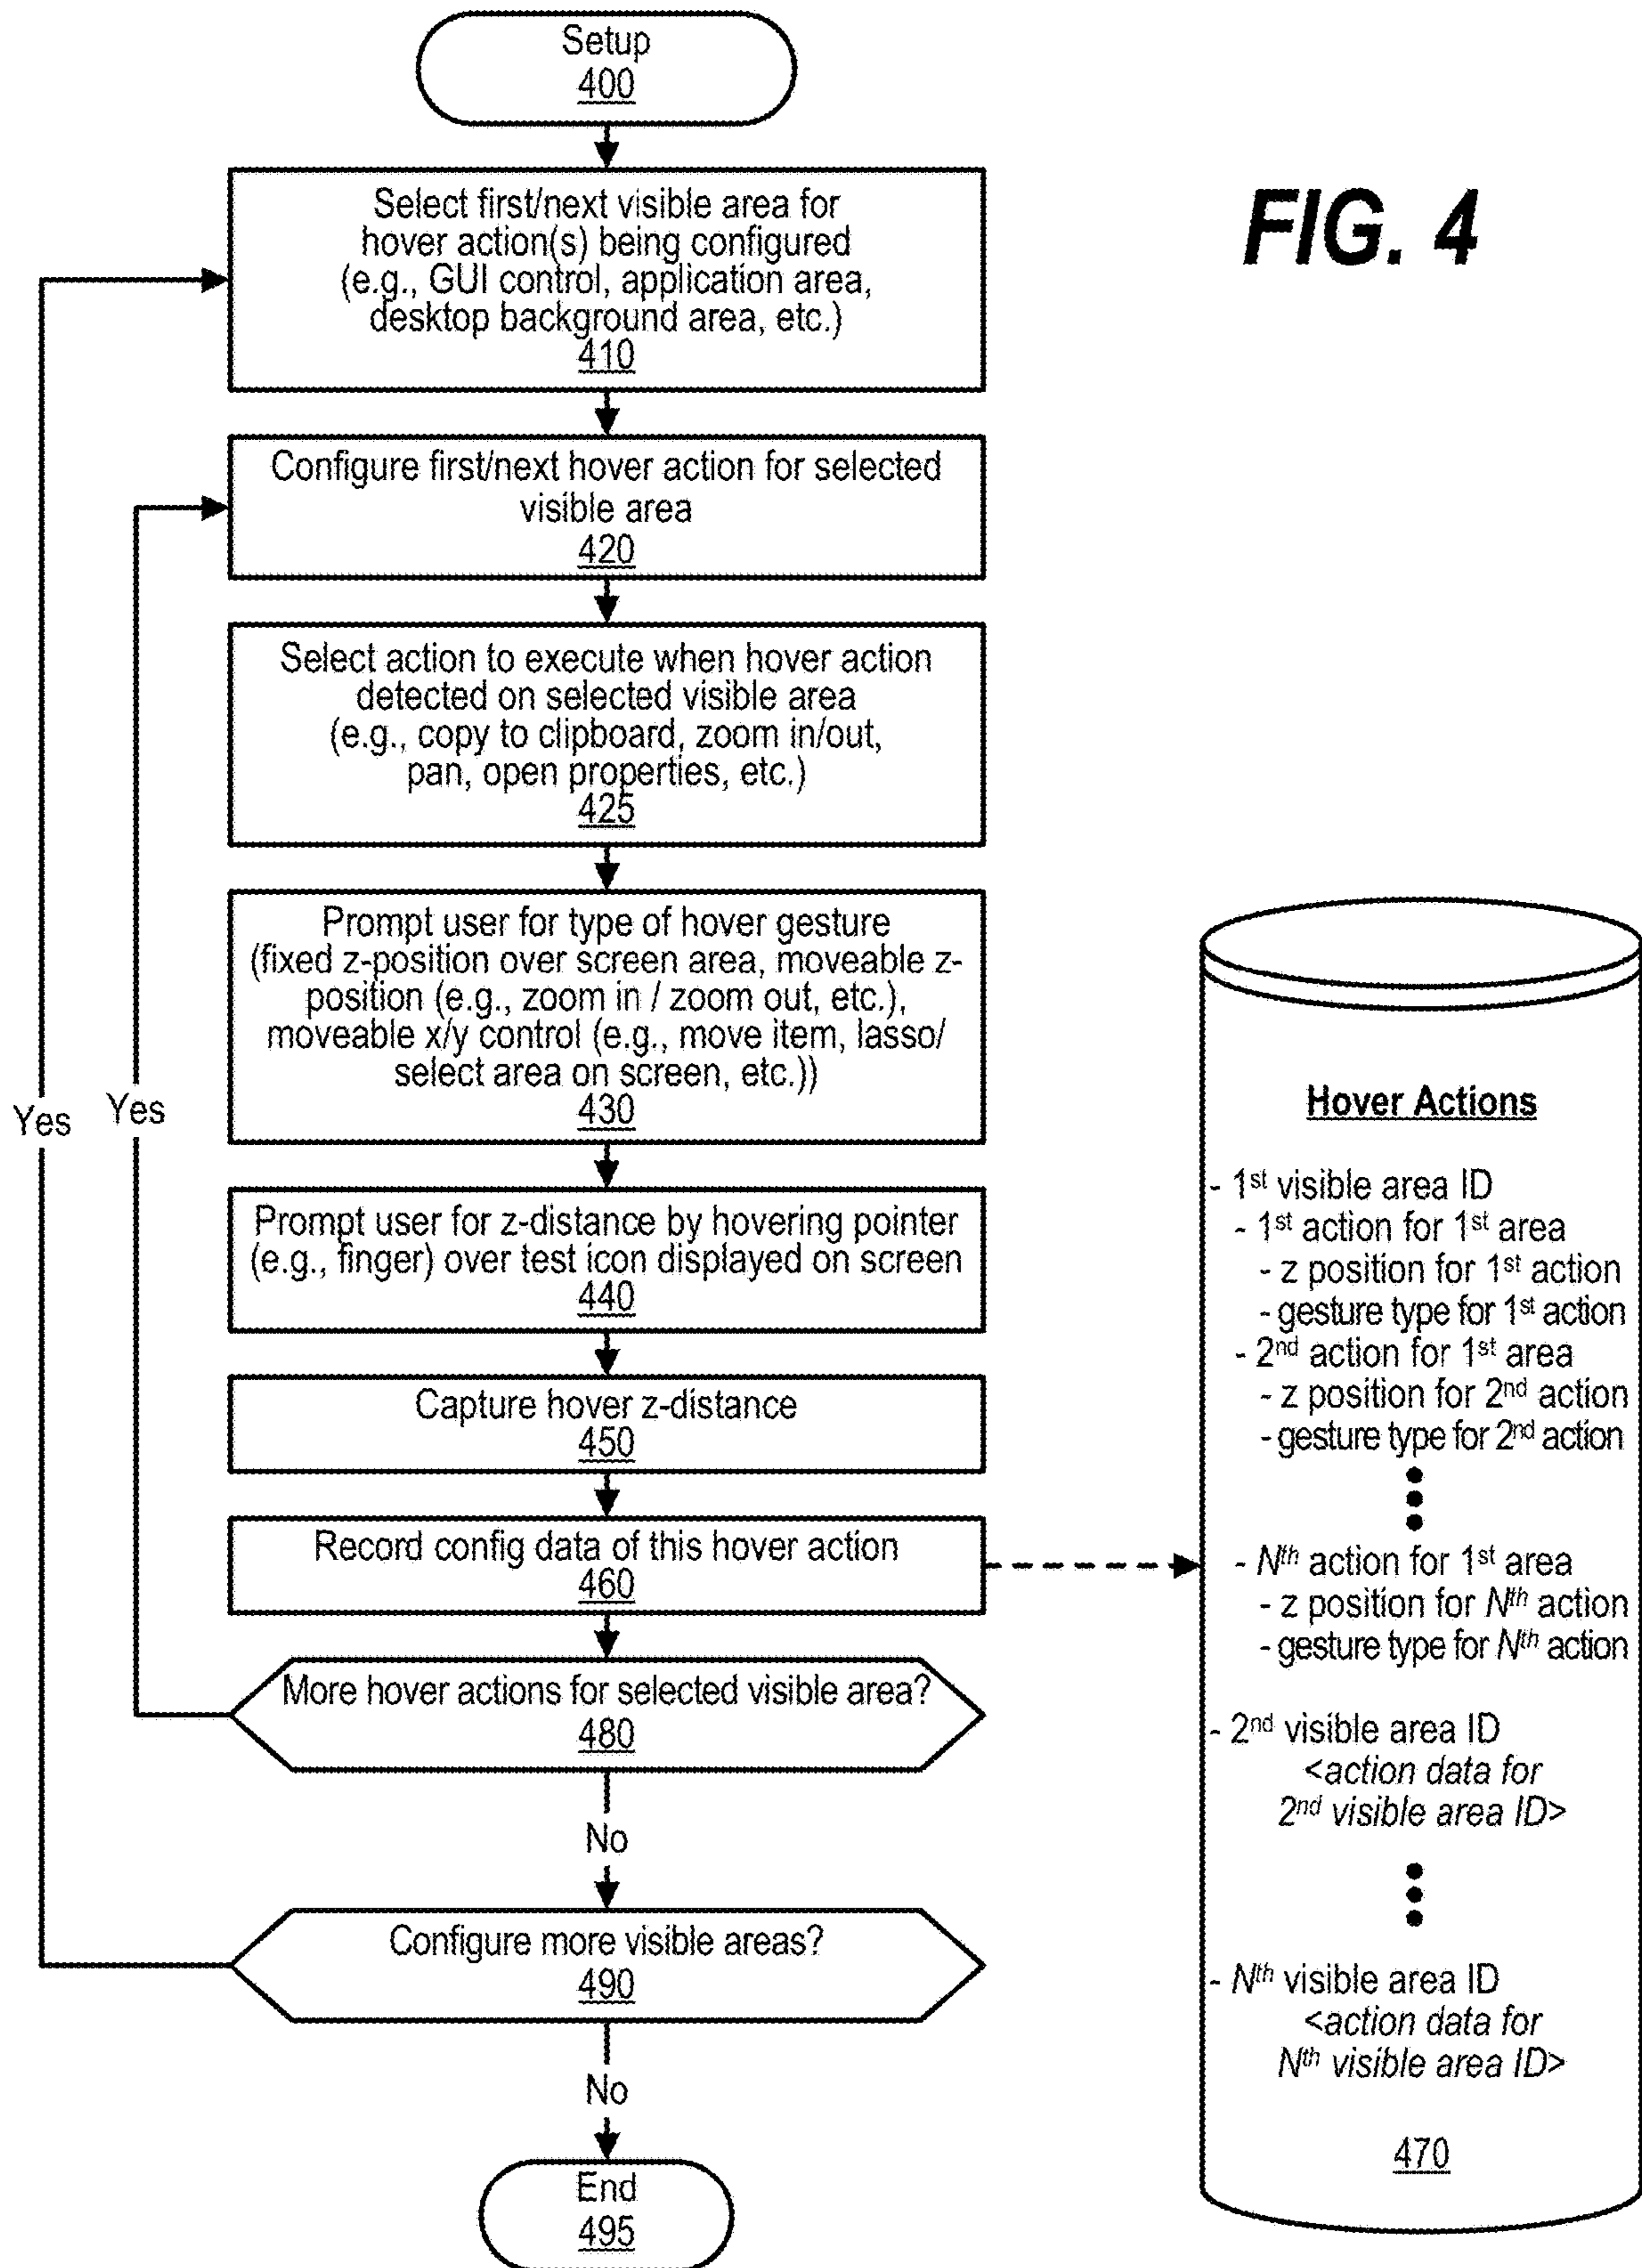 Setup
400
FIG. 4
Select first/next visible area for
hover action(s) being configured
(e.g., GUI control, application area,
desktop background area, etc.)
410
Configure first/next hover action for selected
visible area
420
Select action to execute when hover action
detected on selected visible area
(e.g., copy to clipboard, zoom in/out,
pan, open properties, etc.)
425
Prompt user for type of hover gesture
(fixed z-position over screen area, moveable z-
position (e.g., zoom in / zoom out, etc.),
moveable x/y control (e.g., move item, lasso/
select area on screen, etc.))
430
Yes
Yes
Prompt user for z-distance by hovering pointer
(e.g., finger) over test icon displayed on screen
440
Capture hover z-distance
450
Record config data of this hover action
460
More hover actions for selected visible area?
480
No
Configure more visible areas?
490
No
End
495
Hover Actions
- 1st visible area ID
- 1st action for 1st area
- z position for 1st action
- gesture type for 1st action
- 2nd action for 1st area
- z position for 2nd action
- gesture type for 2nd action
- Nth action for 1st area
- z position for Nth action
- gesture type for Nth action
- 2nd visible area ID
<action data for
2nd visible area ID>
- Nth visible area ID
<action data for
Nth visible area ID>
470